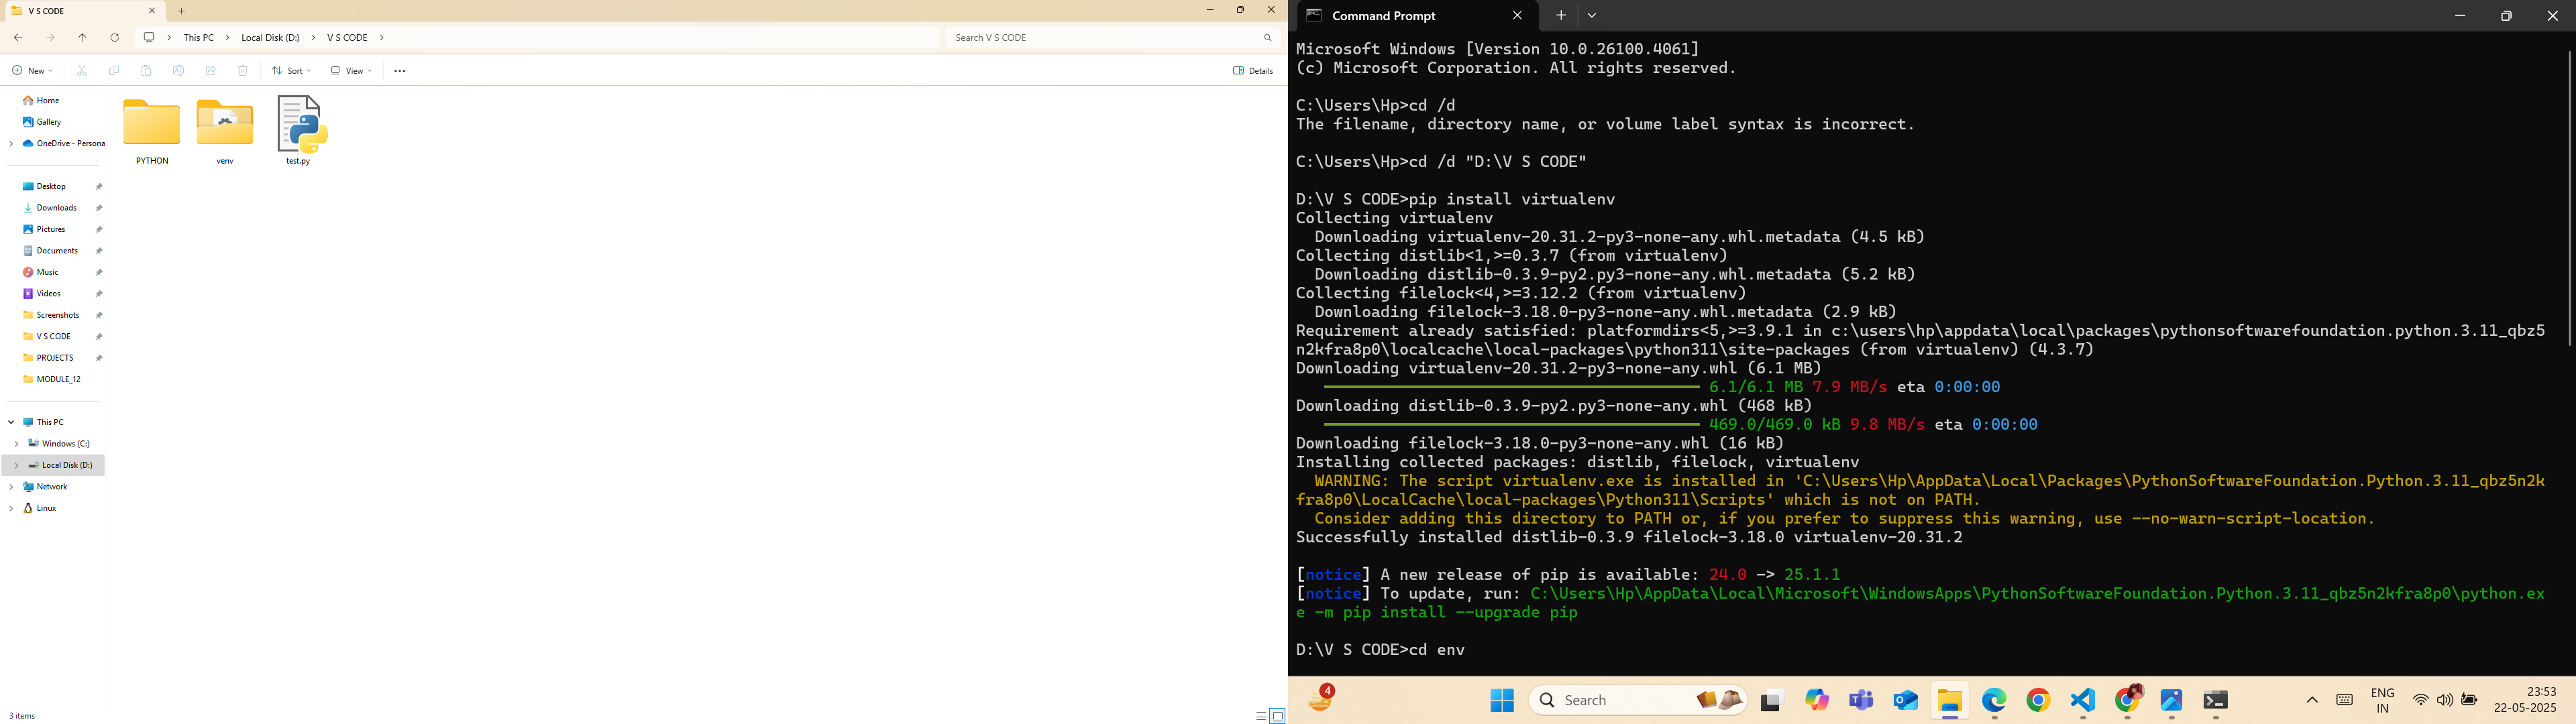 V S CODE
This PC > Local Disk (D:) > V S CODE >
Search V S CODE
New
Sort
View
...
Details
Home
Gallery
OneDrive - Persona
Desktop
Downloads
Pictures
Documents
Music
Videos
Screenshots
V S CODE
PROJECTS
MODULE_12
This PC
Windows (C:)
Local Disk (D:)
Network
Linux
PYTHON
venv
test.py
3 items
Command Prompt
Microsoft Windows [Version 10.0.26100.4061]
(c) Microsoft Corporation. All rights reserved.
C:\Users\Hp>cd /d
The filename, directory name, or volume label syntax is incorrect.
C:\Users\Hp>cd /d "D:\V S CODE"
D:\V S CODE>pip install virtualenv
Collecting virtualenv
Downloading virtualenv-20.31.2-py3-none-any.whl.metadata (4.5 kB)
Collecting distlib<1,>=0.3.7 (from virtualenv)
Downloading distlib-0.3.9-py2.py3-none-any.whl.metadata (5.2 kB)
Collecting filelock<4,>=3.12.2 (from virtualenv)
Downloading filelock-3.18.0-py3-none-any.whl.metadata (2.9 kB)
Requirement already satisfied: platformdirs<5,>=3.9.1 in c:\users\hp\appdata\local\packages\pythonsoftwarefoundation.python.3.11_qbz5
n2kfra8p0\localcache\local-packages\python311\site-packages (from virtualenv) (4.3.7)
Downloading virtualenv-20.31.2-py3-none-any.whl (6.1 MB)
6.1/6.1 MB 7.9 MB/s eta 0:00:00
Downloading distlib-0.3.9-py2.py3-none-any.whl (468 kB)
469.0/469.0 kB 9.8 MB/s eta 0:00:00
Downloading filelock-3.18.0-py3-none-any.whl (16 kB)
Installing collected packages: distlib, filelock, virtualenv
WARNING: The script virtualenv.exe is installed in 'C:\Users\Hp\AppData\Local\Packages\PythonSoftwareFoundation.Python.3.11_qbz5n2k
fra8p0\LocalCache\local-packages\Python311\Scripts' which is not on PATH.
Consider adding this directory to PATH or, if you prefer to suppress this warning, use --no-warn-script-location.
Successfully installed distlib-0.3.9 filelock-3.18.0 virtualenv-20.31.2
[notice] A new release of pip is available: 24.0 -> 25.1.1
[notice] To update, run: C:\Users\Hp\AppData\Local\Microsoft\WindowsApps\PythonSoftwareFoundation.Python.3.11_qbz5n2kfra8p0\python.ex
e -m pip install --upgrade pip
D:\V S CODE>cd env
4
Search
ENG
IN
23:53
22-05-2025